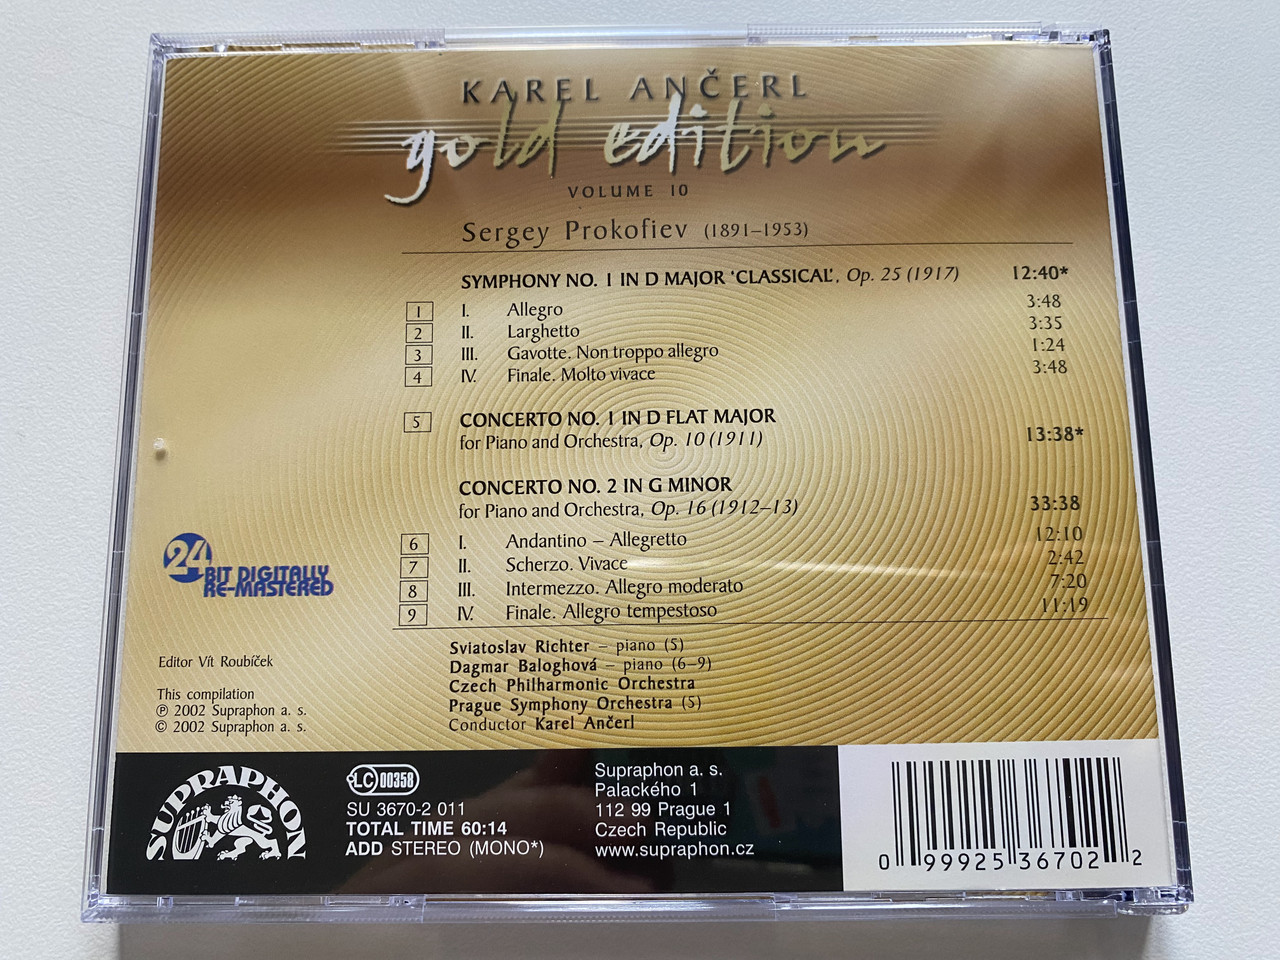 KAREL ANČERL
gold edition
VOLUME 10
Sergey Prokofiev (1891–1953)
SYMPHONY NO. 1 IN D MAJOR 'CLASSICAL', Op. 25 (1917) 12:40*
1 I. Allegro 3:48
2 II. Larghetto 3:35
3 III. Gavotte. Non troppo allegro 1:24
4 IV. Finale. Molto vivace 3:48
5 CONCERTO NO. 1 IN D FLAT MAJOR
for Piano and Orchestra, Op. 10 (1911) 13:38*
CONCERTO NO. 2 IN G MINOR
for Piano and Orchestra, Op. 16 (1912–13) 33:38
6 I. Andantino – Allegretto 12:10
7 II. Scherzo. Vivace 2:42
8 III. Intermezzo. Allegro moderato 7:20
9 IV. Finale. Allegro tempestoso 11:19
24
BIT DIGITALLY
RE-MASTERED
Sviatoslav Richter – piano (5)
Dagmar Baloghová – piano (6–9)
Czech Philharmonic Orchestra
Prague Symphony Orchestra (5)
Conductor Karel Ančerl
Editor Vít Roubíček
This compilation
℗ 2002 Supraphon a. s.
© 2002 Supraphon a. s.
SUPRAPHON
LC 00358
SU 3670-2 011
TOTAL TIME 60:14
ADD STEREO (MONO*)
Supraphon a. s.
Palackého 1
112 99 Prague 1
Czech Republic
www.supraphon.cz
0 99925 36702 2